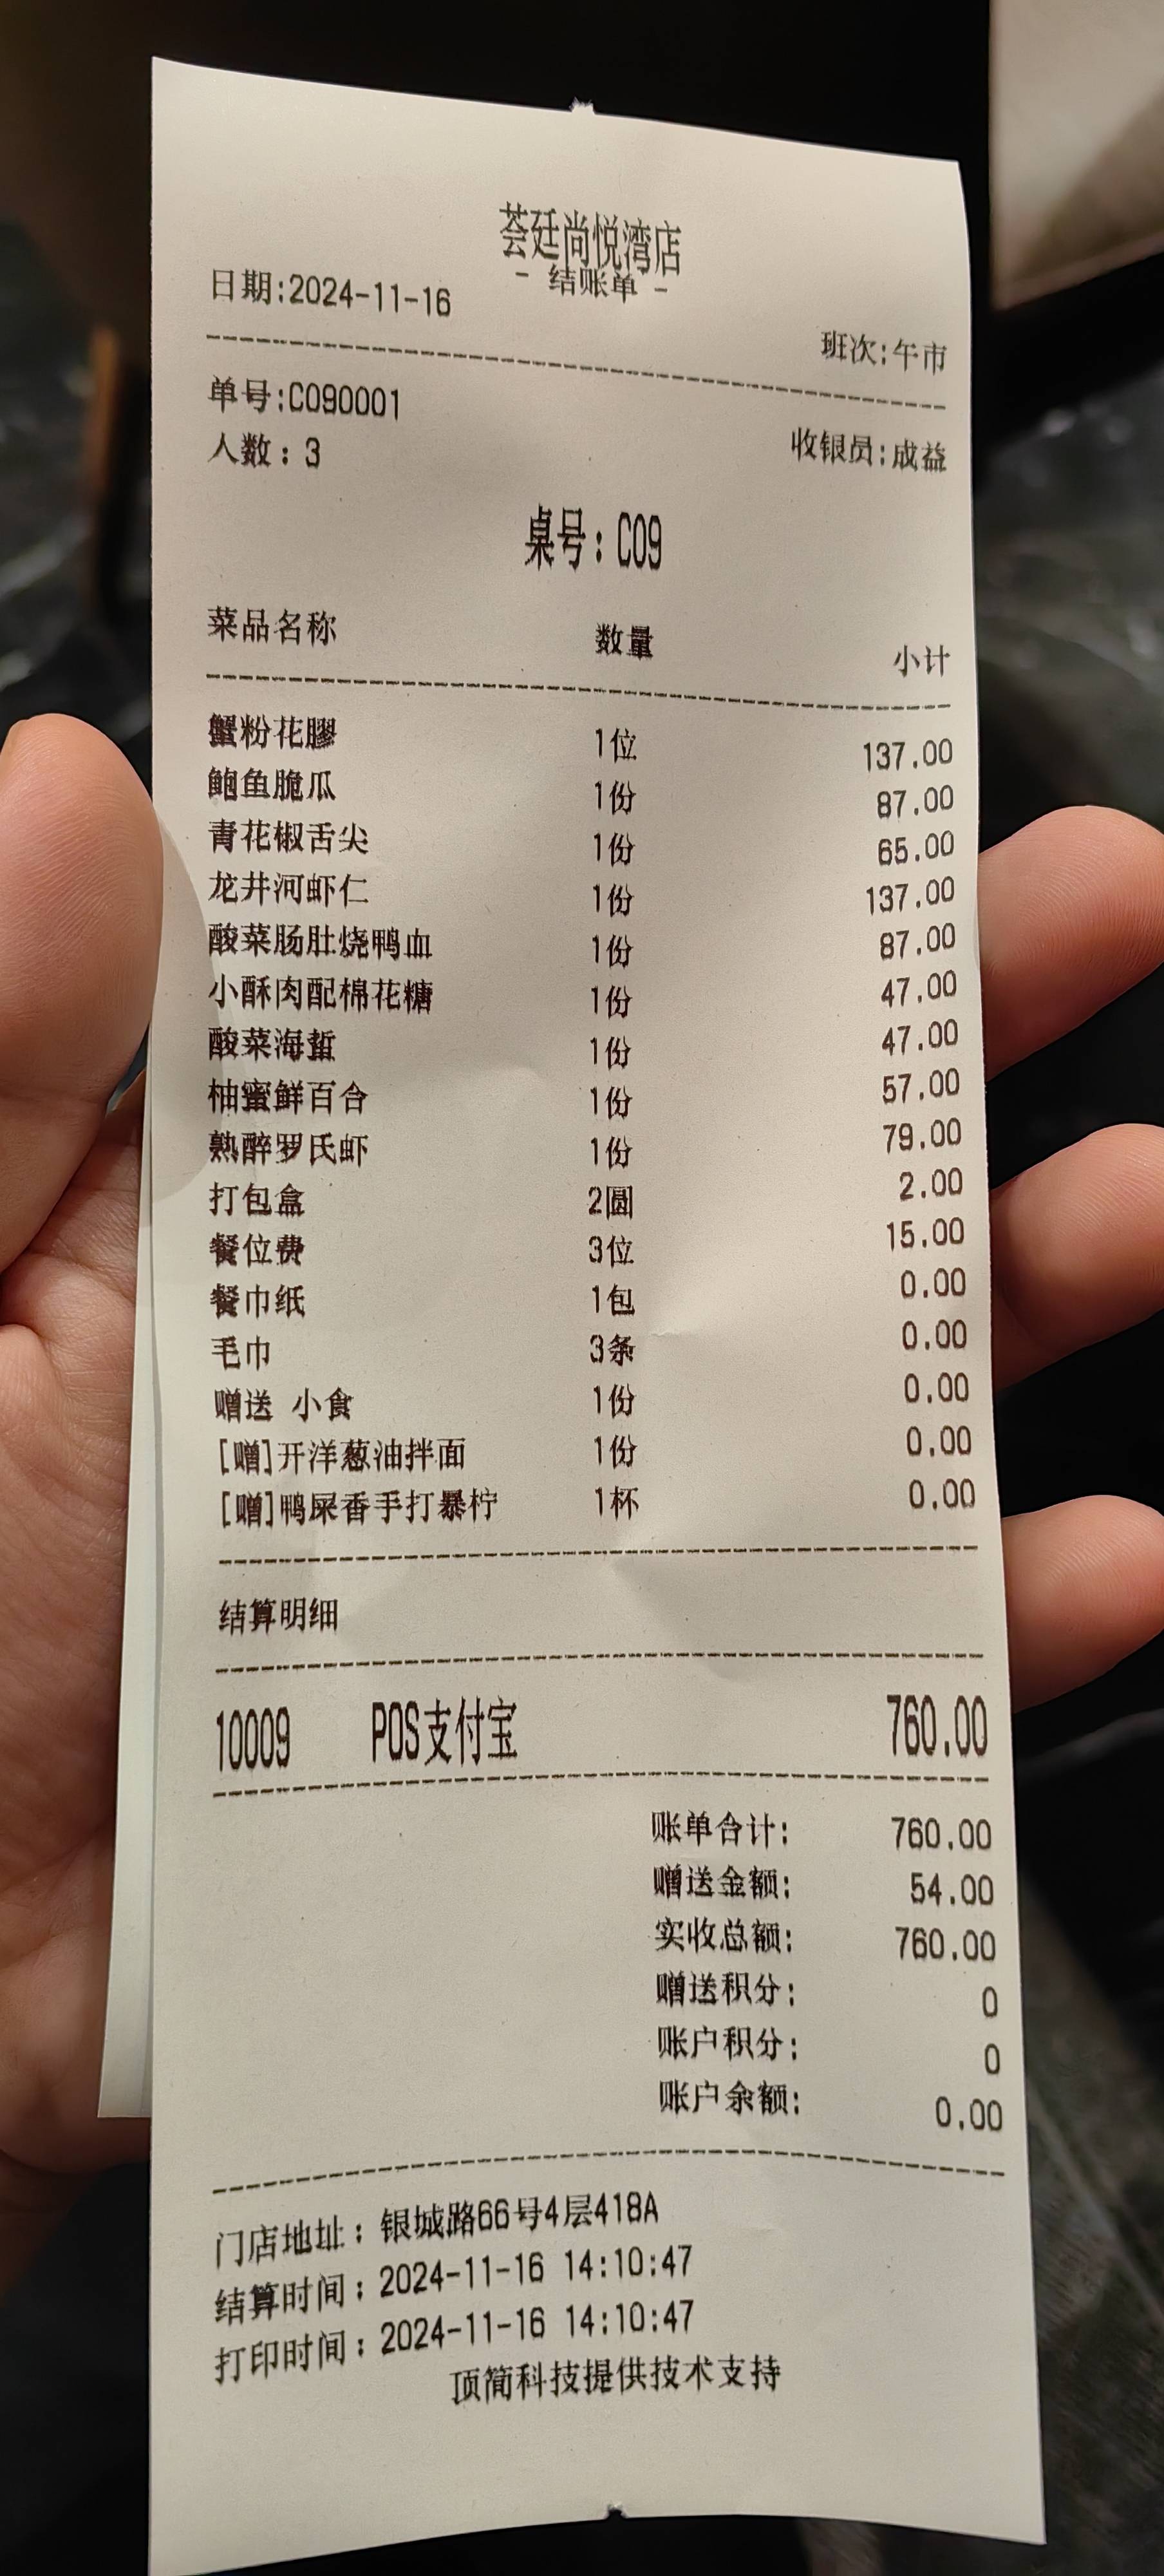 荟廷尚悦湾店
- 结账单 -
日期:2024-11-16
班次:午市
单号:C090001
人数:3 收银员:成益
桌号:C09
菜品名称 数量 小计
蟹粉花膠 1位 137.00
鲍鱼脆瓜 1份 87.00
青花椒舌尖 1份 65.00
龙井河虾仁 1份 137.00
酸菜肠肚烧鸭血 1份 87.00
小酥肉配棉花糖 1份 47.00
酸菜海蜇 1份 47.00
柚蜜鲜百合 1份 57.00
熟醉罗氏虾 1份 79.00
打包盒 2圆 2.00
餐位费 3位 15.00
餐巾纸 1包 0.00
毛巾 3条 0.00
赠送 小食 1份 0.00
[赠]开洋葱油拌面 1份 0.00
[赠]鸭屎香手打暴柠 1杯 0.00
结算明细
10009 POS支付宝 760.00
账单合计: 760.00
赠送金额: 54.00
实收总额: 760.00
赠送积分: 0
账户积分: 0
账户余额: 0.00
门店地址:银城路66号4层418A
结算时间:2024-11-16 14:10:47
打印时间:2024-11-16 14:10:47
顶简科技提供技术支持